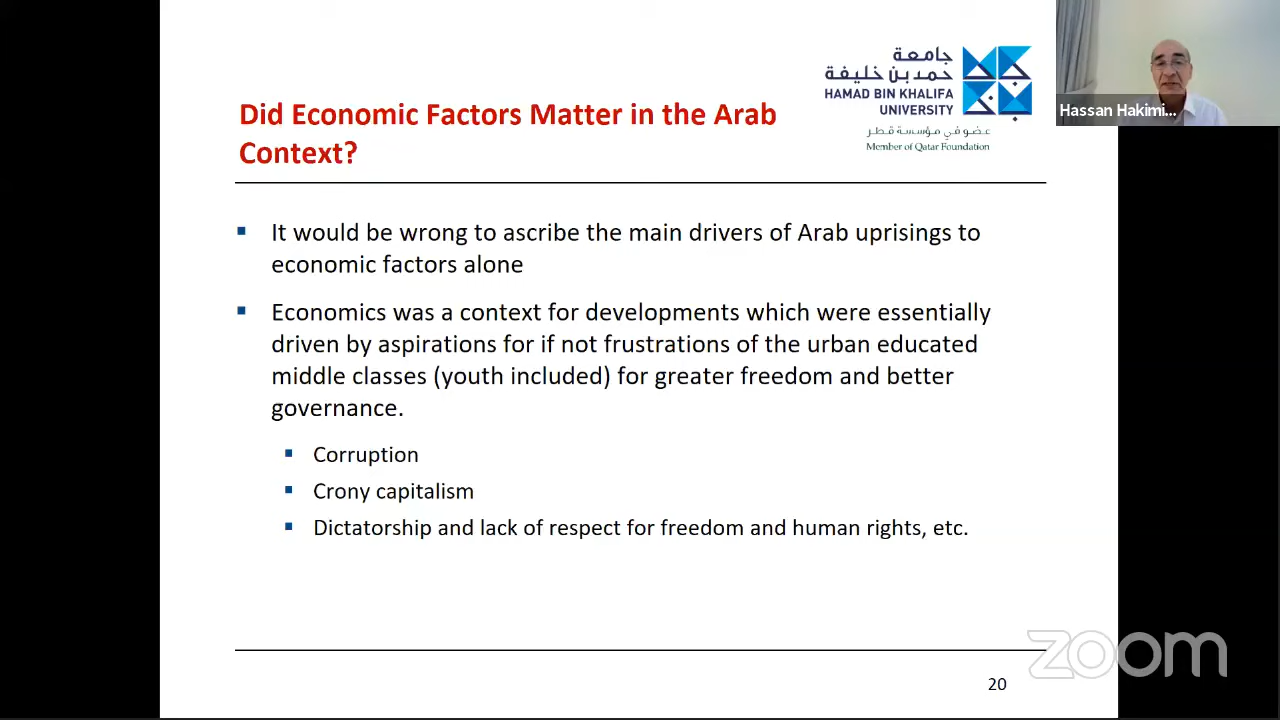 جامعة
حمد بن خليفة
HAMAD BIN KHALIFA
UNIVERSITY
عضو في مؤسسة قطر
Member of Qatar Foundation
Hassan Hakimi...
Did Economic Factors Matter in the Arab
Context?
It would be wrong to ascribe the main drivers of Arab uprisings to
economic factors alone
Economics was a context for developments which were essentially
driven by aspirations for if not frustrations of the urban educated
middle classes (youth included) for greater freedom and better
governance.
Corruption
Crony capitalism
Dictatorship and lack of respect for freedom and human rights, etc.
zoom
20